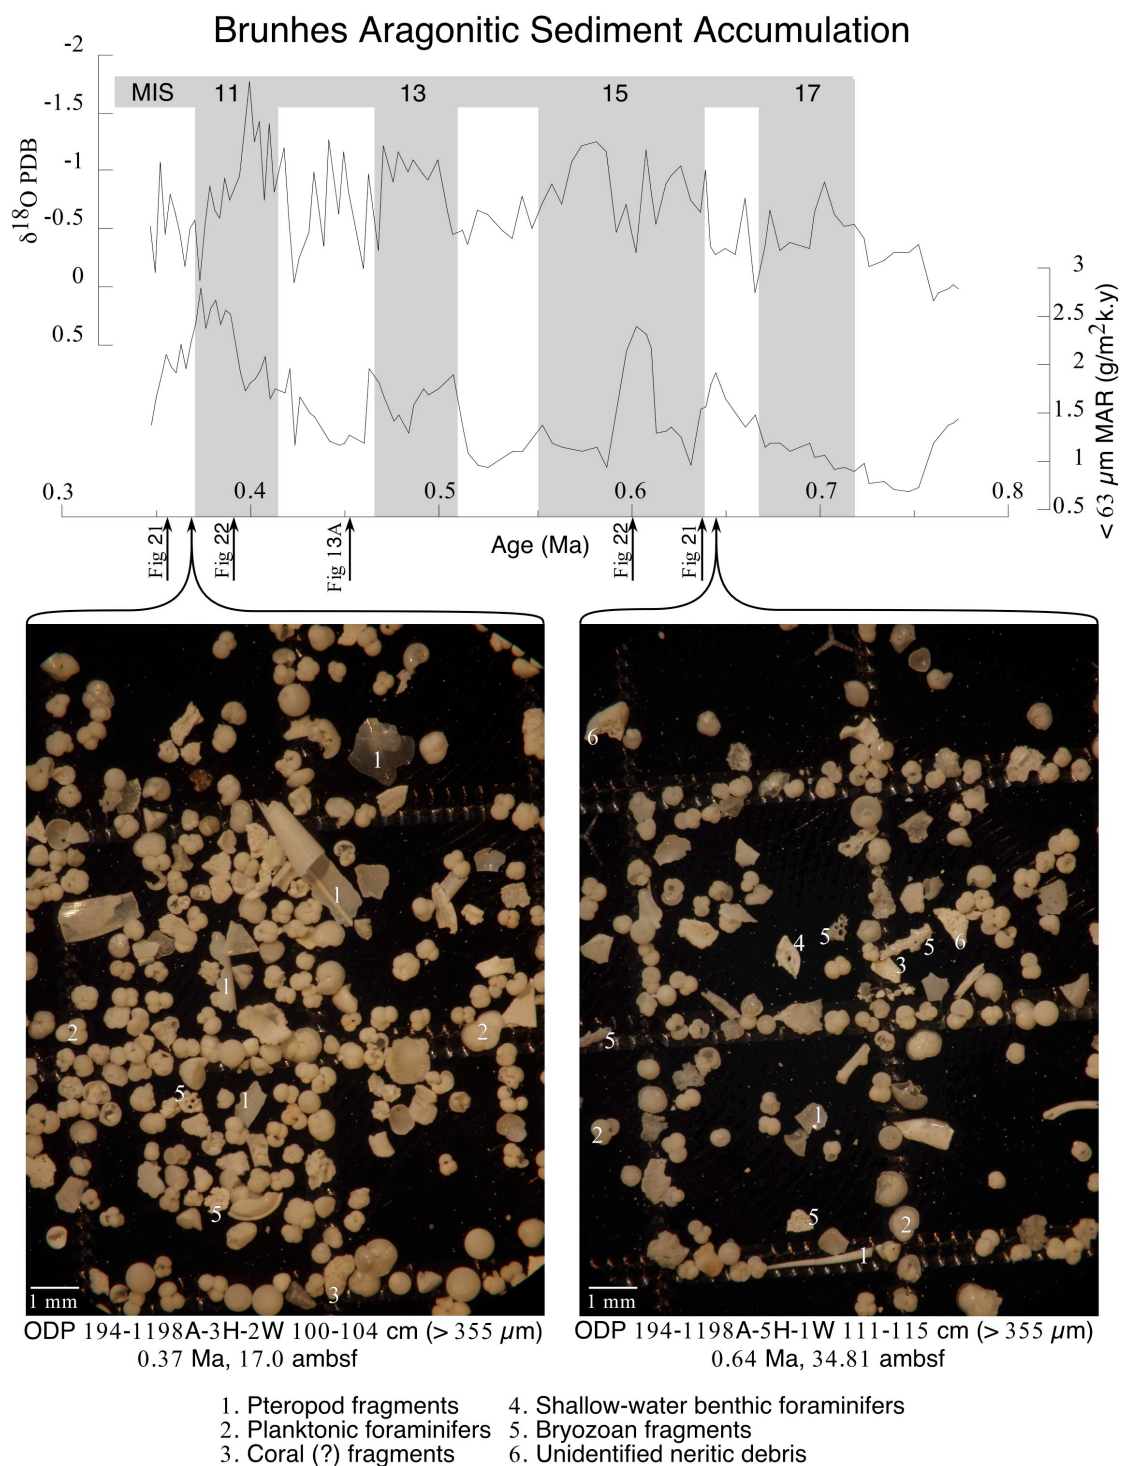 Brunhes Aragonitic Sediment Accumulation
-2
-1.5
-1
-0.5
0
0.5
δ18O PDB
MIS 11 13 15 17
3
2.5
2
1.5
1
0.5
< 63 µm MAR (g/m2k.y)
0.3 0.4 0.5 0.6 0.7 0.8
Age (Ma)
Fig 21
Fig 22
Fig 13A
Fig 22
Fig 21
1
1
1
2
2
5
1
5
3
1 mm
6
4
5
5
6
3
5
1
2
5
2
1
1 mm
ODP 194-1198A-3H-2W 100-104 cm (> 355 µm)
0.37 Ma, 17.0 ambsf
ODP 194-1198A-5H-1W 111-115 cm (> 355 µm)
0.64 Ma, 34.81 ambsf
1. Pteropod fragments
2. Planktonic foraminifers
3. Coral (?) fragments
4. Shallow-water benthic foraminifers
5. Bryozoan fragments
6. Unidentified neritic debris